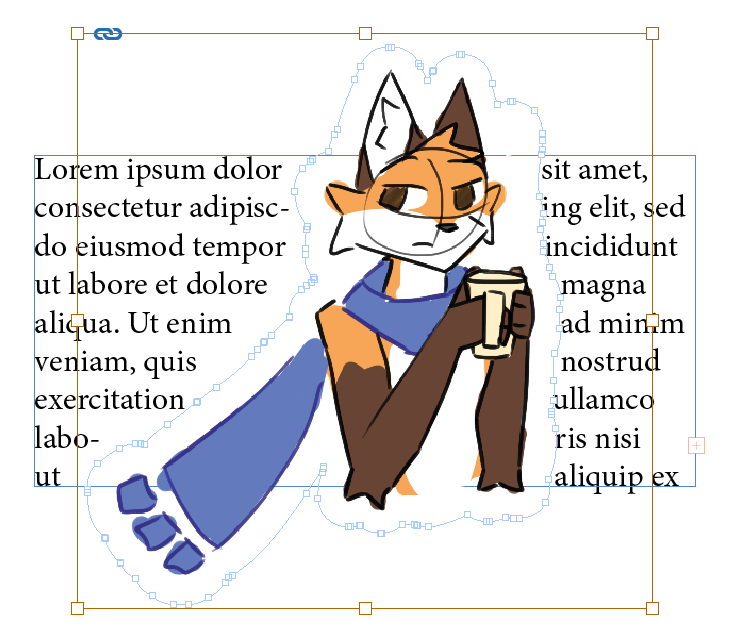 Lorem ipsum dolor sit amet,
consectetur adipisc- ing elit, sed
do eiusmod tempor incididunt
ut labore et dolore magna
aliqua. Ut enim ad minim
veniam, quis nostrud
exercitation ullamco
labo- ris nisi
ut aliquip ex